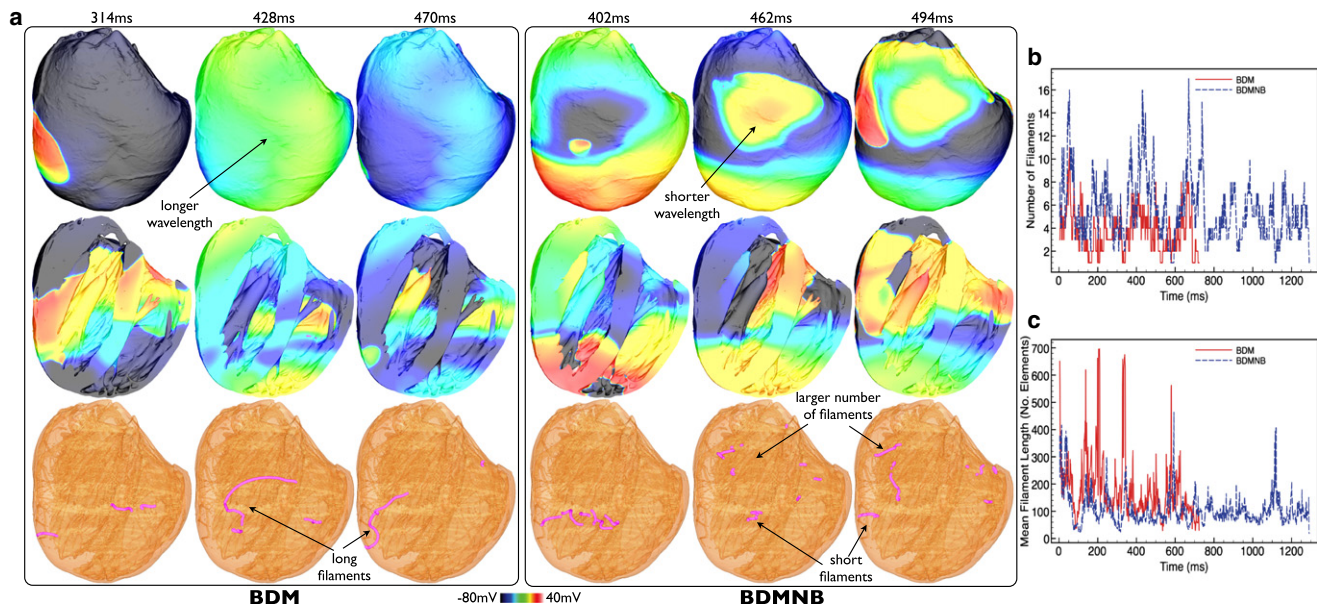 a
314ms 428ms 470ms 402ms 462ms 494ms
longer
wavelength
shorter
wavelength
larger number
of filaments
long
filaments
short
filaments
BDM -80mV 40mV BDMNB
b
BDM
BDMNB
Number of Filaments
16
14
12
10
8
6
4
2
0 200 400 600 800 1000 1200
Time (ms)
c
BDM
BDMNB
Mean Filament Length (No. Elements)
700
600
500
400
300
200
100
0
0 200 400 600 800 1000 1200
Time (ms)